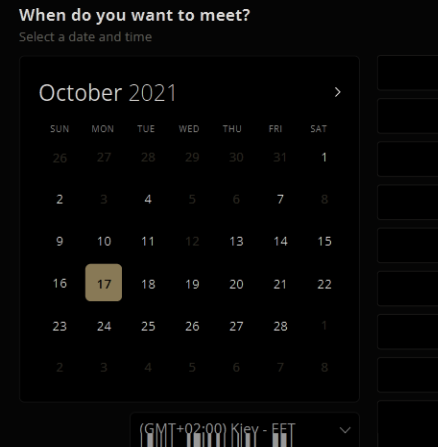 When do you want to meet?
Select a date and time
October 2021
SUN MON TUE WED THU FRI SAT
26 27 28 29 30 31 1
2 3 4 5 6 7 8
9 10 11 12 13 14 15
16 17 18 19 20 21 22
23 24 25 26 27 28 1
2 3 4 5 6 7 8
(GMT+02:00) Kiev - EET